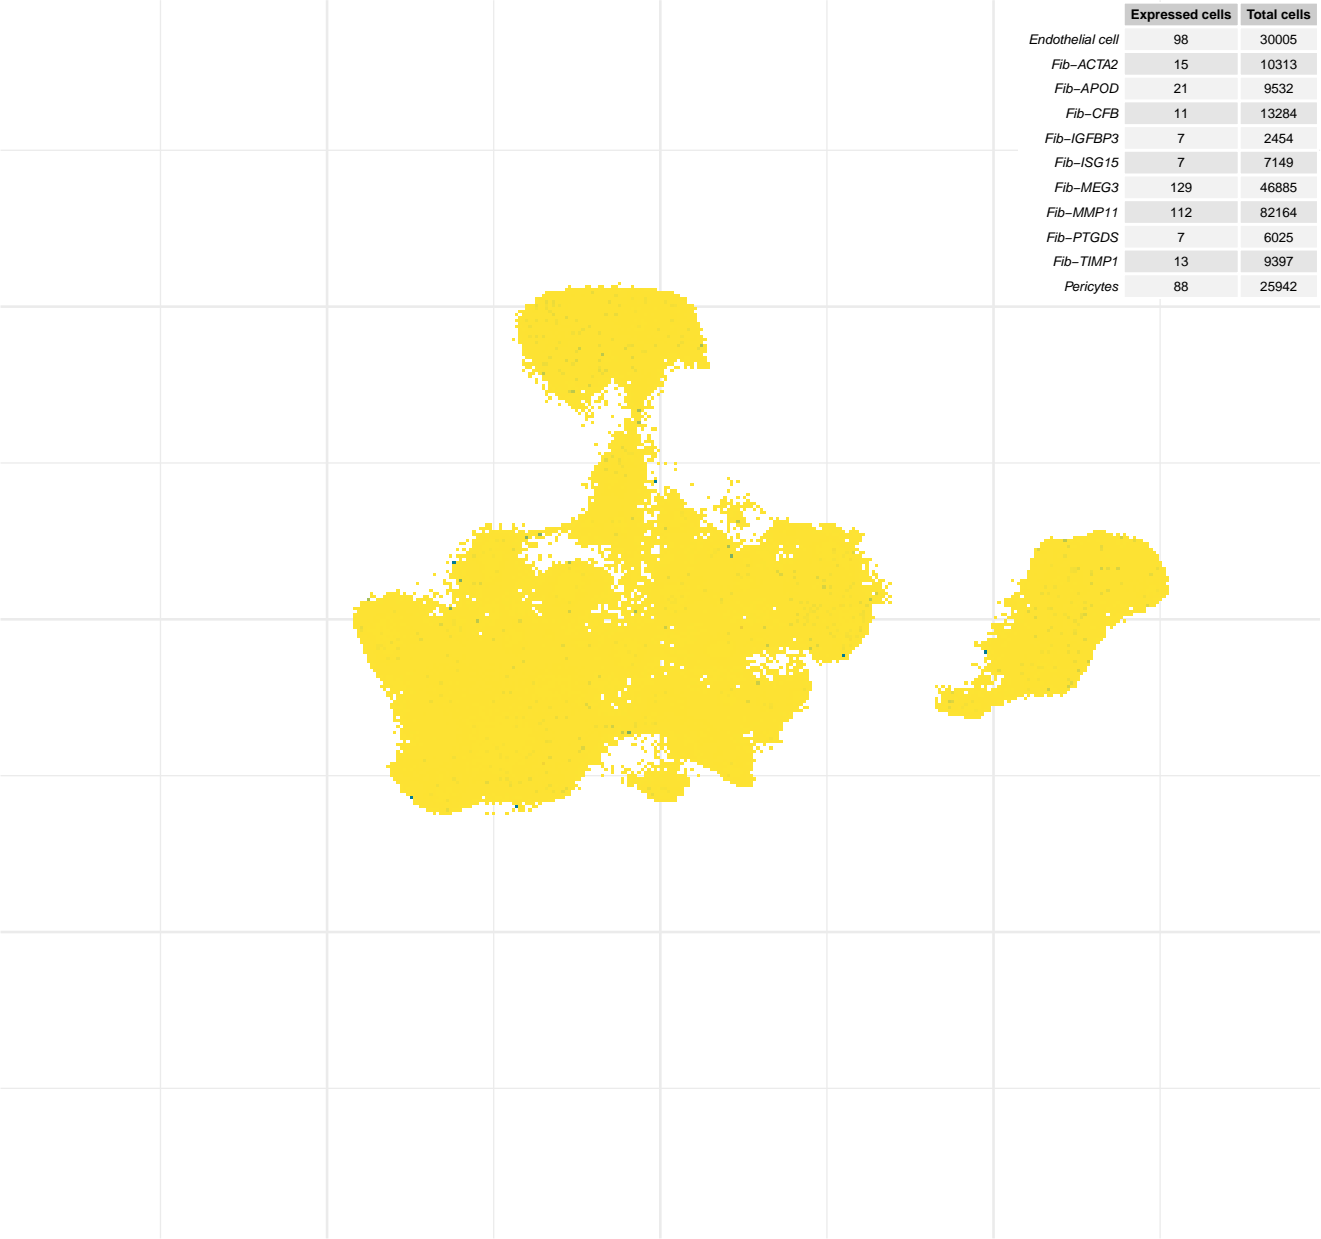 Expressed cells Total cells
Endothelial cell 98 30005
Fib−ACTA2 15 10313
Fib−APOD 21 9532
Fib−CFB 11 13284
Fib−IGFBP3 7 2454
Fib−ISG15 7 7149
Fib−MEG3 129 46885
Fib−MMP11 112 82164
Fib−PTGDS 7 6025
Fib−TIMP1 13 9397
Pericytes 88 25942